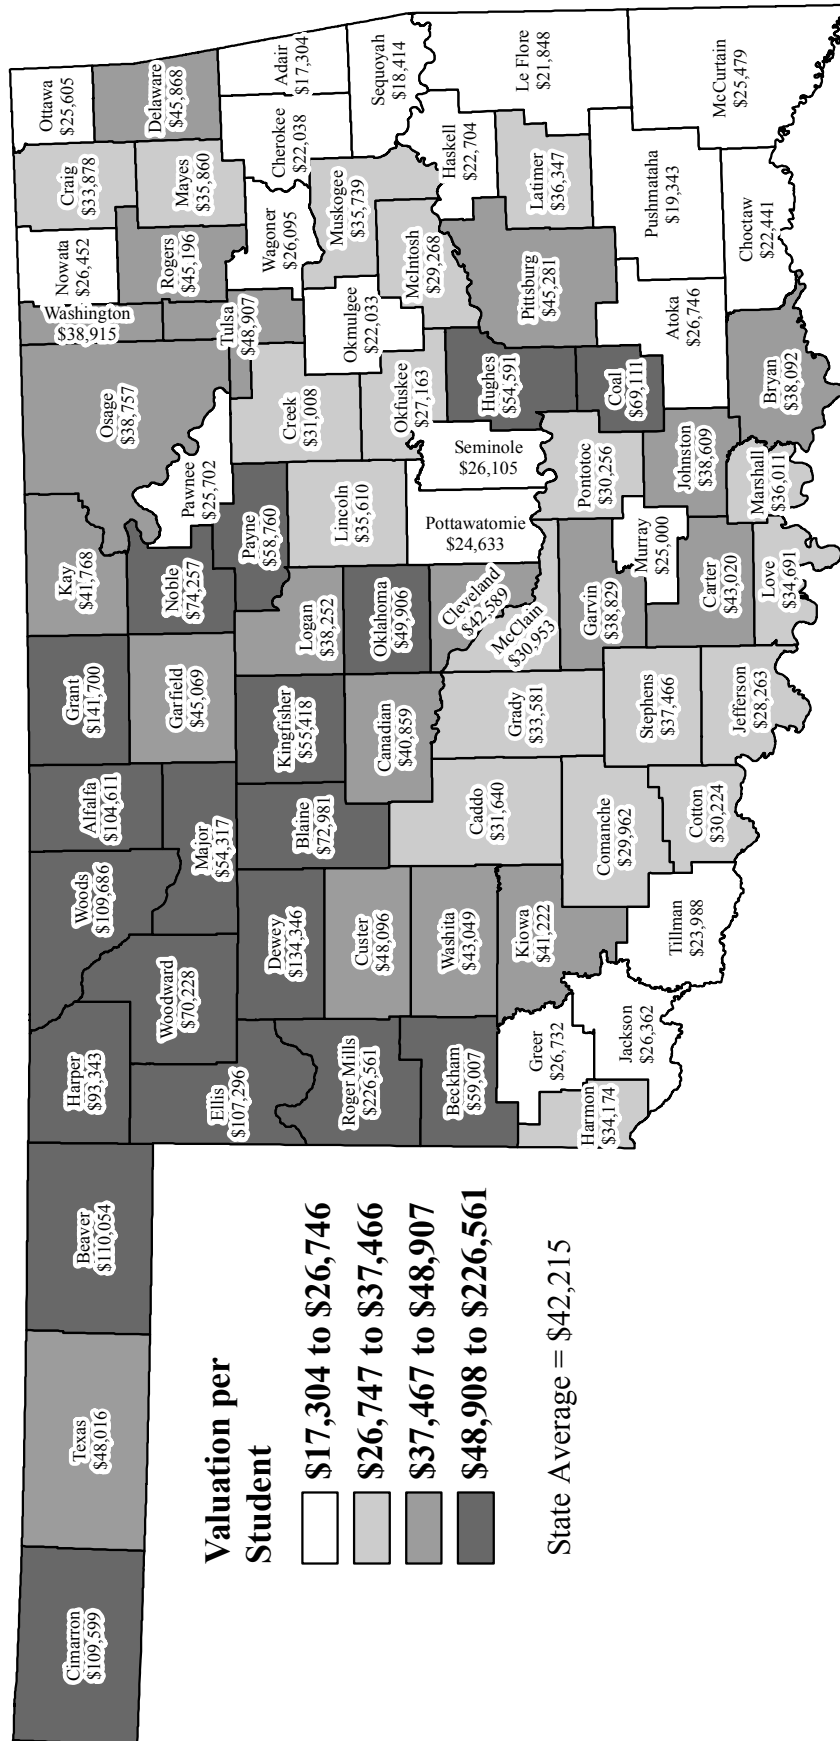 Cimarron
$109,599
Texas
$48,016
Beaver
$110,054
Harper
$93,343
Woods
$109,686
Alfalfa
$104,611
Grant
$141,700
Kay
$41,768
Osage
$38,757
Washington
$38,915
Nowata
$26,452
Craig
$33,878
Ottawa
$25,605
Delaware
$45,868
Mayes
$35,860
Rogers
$45,196
Pawnee
$25,702
Noble
$74,257
Garfield
$45,069
Major
$54,317
Woodward
$70,228
Ellis
$107,296
Dewey
$134,346
Blaine
$72,981
Kingfisher
$55,418
Logan
$38,252
Payne
$58,760
Creek
$31,008
Tulsa
$48,907
Wagoner
$26,095
Cherokee
$22,038
Adair
$17,304
Sequoyah
$18,414
Muskogee
$35,739
Okmulgee
$22,033
Okfuskee
$27,163
Lincoln
$35,610
Oklahoma
$49,906
Canadian
$40,859
Custer
$48,096
Roger Mills
$226,561
Beckham
$59,007
Washita
$43,049
Caddo
$31,640
Grady
$33,581
McClain
$30,953
Cleveland
$42,589
Pottawatomie
$24,633
Seminole
$26,105
Hughes
$54,591
McIntosh
$29,268
Haskell
$22,704
Le Flore
$21,848
Latimer
$36,347
Pittsburg
$45,281
Coal
$69,111
Pontotoc
$30,256
Garvin
$38,829
Murray
$25,000
Stephens
$37,466
Comanche
$29,962
Kiowa
$41,222
Greer
$26,732
Harmon
$34,174
Jackson
$26,362
Tillman
$23,988
Cotton
$30,224
Jefferson
$28,263
Carter
$43,020
Love
$34,691
Johnston
$38,609
Marshall
$36,011
Bryan
$38,092
Atoka
$26,746
Pushmataha
$19,343
Choctaw
$22,441
McCurtain
$25,479
Valuation per
Student
$17,304 to $26,746
$26,747 to $37,466
$37,467 to $48,907
$48,908 to $226,561
State Average = $42,215